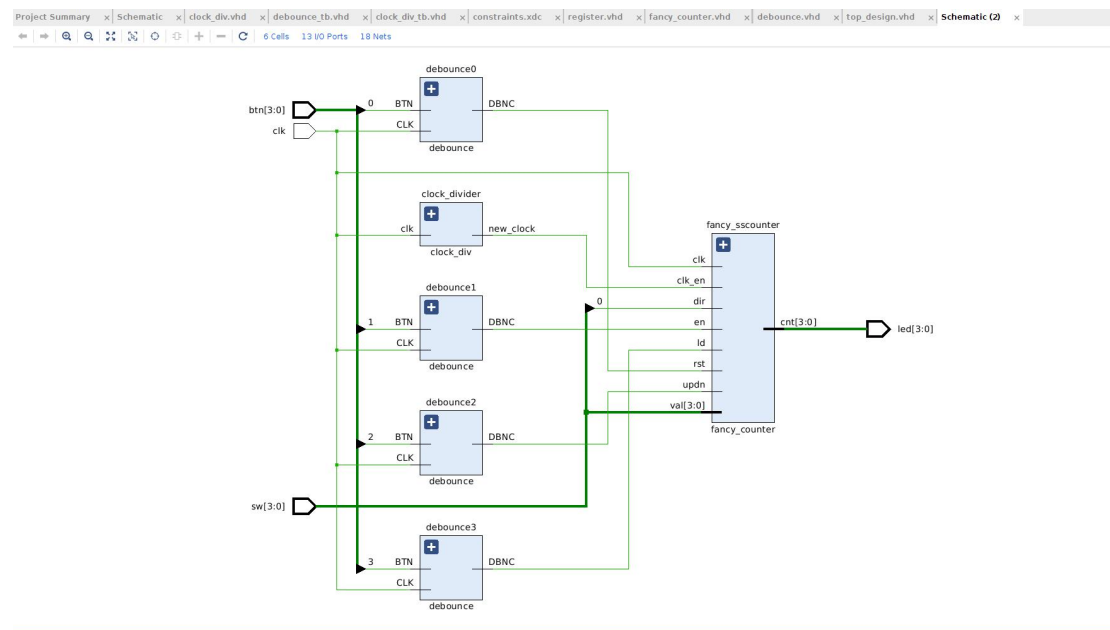 Project Summary × Schematic × clock_div.vhd × debounce_tb.vhd × clock_div_tb.vhd × constraints.xdc × register.vhd × fancy_counter.vhd × debounce.vhd × top_design.vhd × Schematic (2) ×
6 Cells 13 I/O Ports 18 Nets
debounce0
btn[3:0] 0 BTN DBNC
clk CLK
debounce
clock_divider
clk new_clock
clock_div
fancy_sscounter
clk
clk_en
debounce1
0 dir
1 BTN DBNC en cnt[3:0] led[3:0]
CLK ld
debounce
rst
updn
debounce2
val[3:0]
fancy_counter
2 BTN DBNC
CLK
debounce
sw[3:0]
debounce3
3 BTN DBNC
CLK
debounce